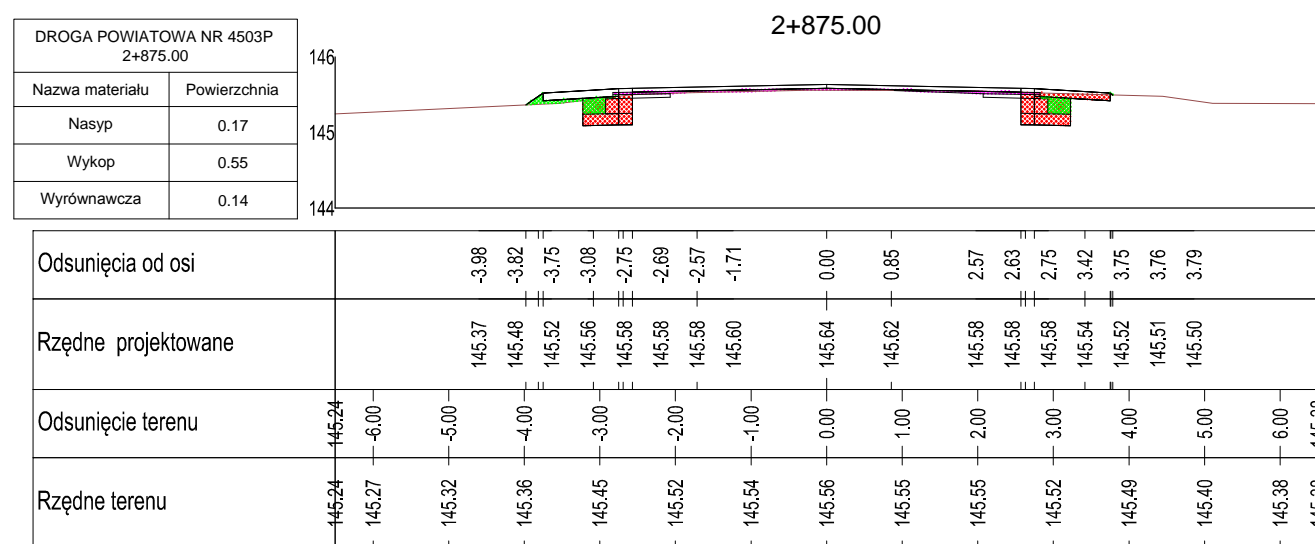 2+875.00
DROGA POWIATOWA NR 4503P
2+875.00
Nazwa materiału Powierzchnia
Nasyp 0.17
Wykop 0.55
Wyrównawcza 0.14
146
145
144
Odsunięcia od osi -3.98 -3.82 -3.75 -3.08 -2.75 -2.69 -2.57 -1.71 0.00 0.85 2.57 2.63 2.75 3.42 3.75 3.76 3.79
Rzędne projektowane 145.37 145.48 145.52 145.56 145.58 145.58 145.58 145.60 145.64 145.62 145.58 145.58 145.58 145.54 145.52 145.51 145.50
Odsunięcie terenu 145.24 -6.00 -5.00 -4.00 -3.00 -2.00 -1.00 0.00 1.00 2.00 3.00 4.00 5.00 6.00
Rzędne terenu 145.24 145.27 145.32 145.36 145.45 145.52 145.54 145.56 145.55 145.55 145.52 145.49 145.40 145.38